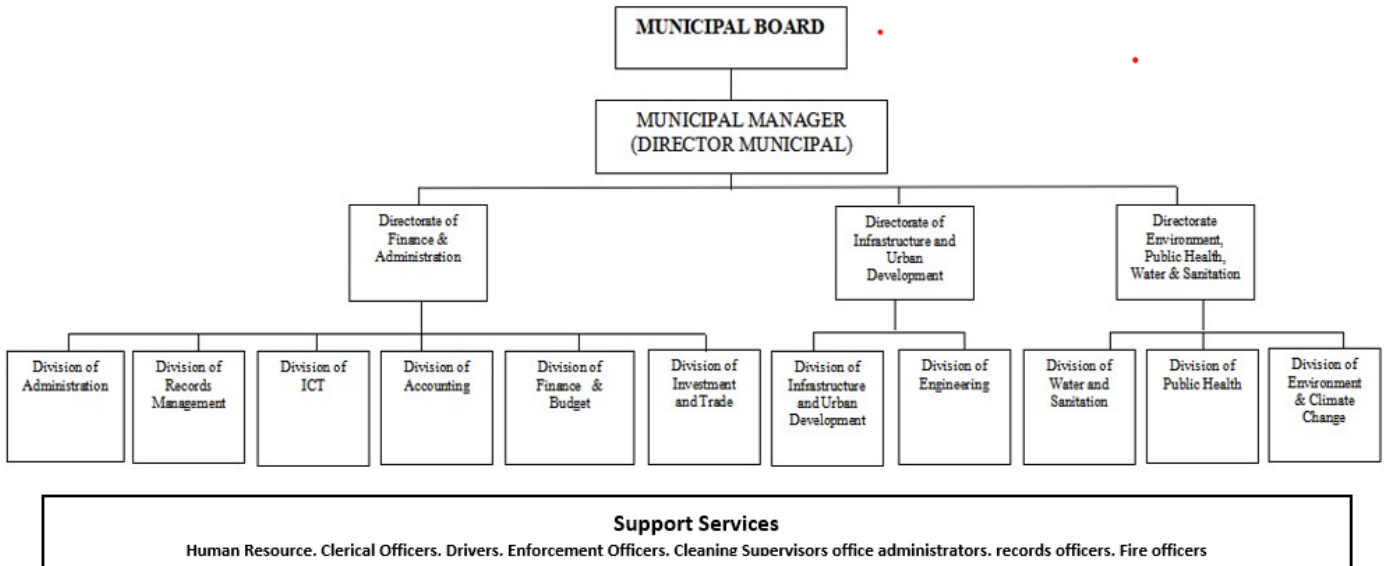 MUNICIPAL BOARD
MUNICIPAL MANAGER
(DIRECTOR MUNICIPAL)
Directorate of
Finance &
Administration
Directorate of
Infrastructure and
Urban
Development
Directorate
Environment,
Public Health,
Water & Sanitation
Division of
Administration
Division of
Records
Management
Division of
ICT
Division of
Accounting
Division of
Finance &
Budget
Division of
Investment
and Trade
Division of
Infrastructure
and Urban
Development
Division of
Engineering
Division of
Water and
Sanitation
Division of
Public Health
Division of
Environment
& Climate
Change
Support Services
Human Resource. Clerical Officers. Drivers. Enforcement Officers. Cleaning Supervisors office administrators. records officers. Fire officers